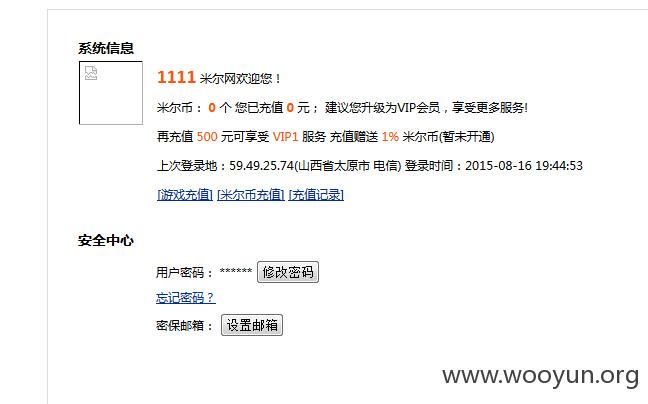 系统信息
1111 米尔网欢迎您！
米尔币： 0 个 您已充值 0 元； 建议您升级为VIP会员，享受更多服务!
再充值 500 元可享受 VIP1 服务 充值赠送 1% 米尔币(暂未开通)
上次登录地：59.49.25.74(山西省太原市 电信) 登录时间：2015-08-16 19:44:53
[游戏充值] [米尔币充值] [充值记录]
安全中心
用户密码： ****** 修改密码
忘记密码？
密保邮箱： 设置邮箱
www.wooyun.org